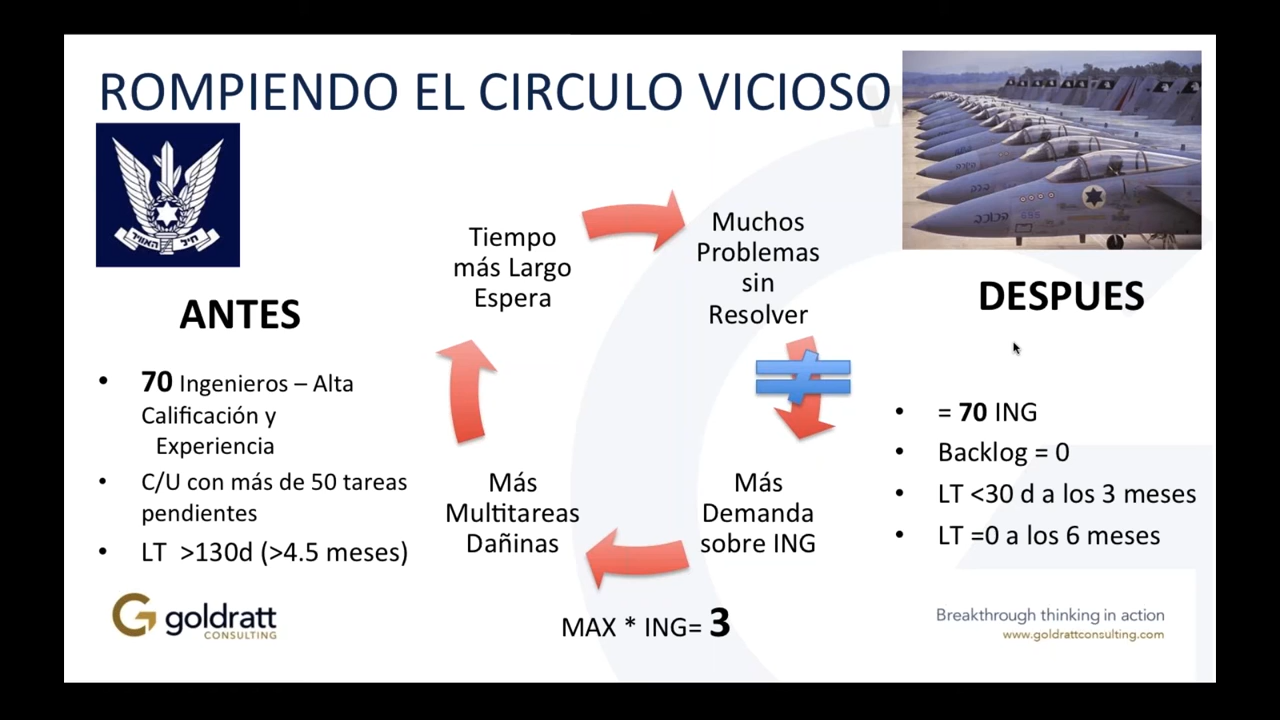 ROMPIENDO EL CIRCULO VICIOSO
חיל האויר
ANTES
• 70 Ingenieros – Alta
Calificación y
Experiencia
• C/U con más de 50 tareas
pendientes
• LT >130d (>4.5 meses)
Tiempo
más Largo
Espera
Muchos
Problemas
sin
Resolver
≠
Más
Demanda
sobre ING
Más
Multitareas
Dañinas
MAX * ING= 3
DESPUES
• = 70 ING
• Backlog = 0
• LT <30 d a los 3 meses
• LT =0 a los 6 meses
goldratt
CONSULTING
Breakthrough thinking in action
www.goldrattconsulting.com